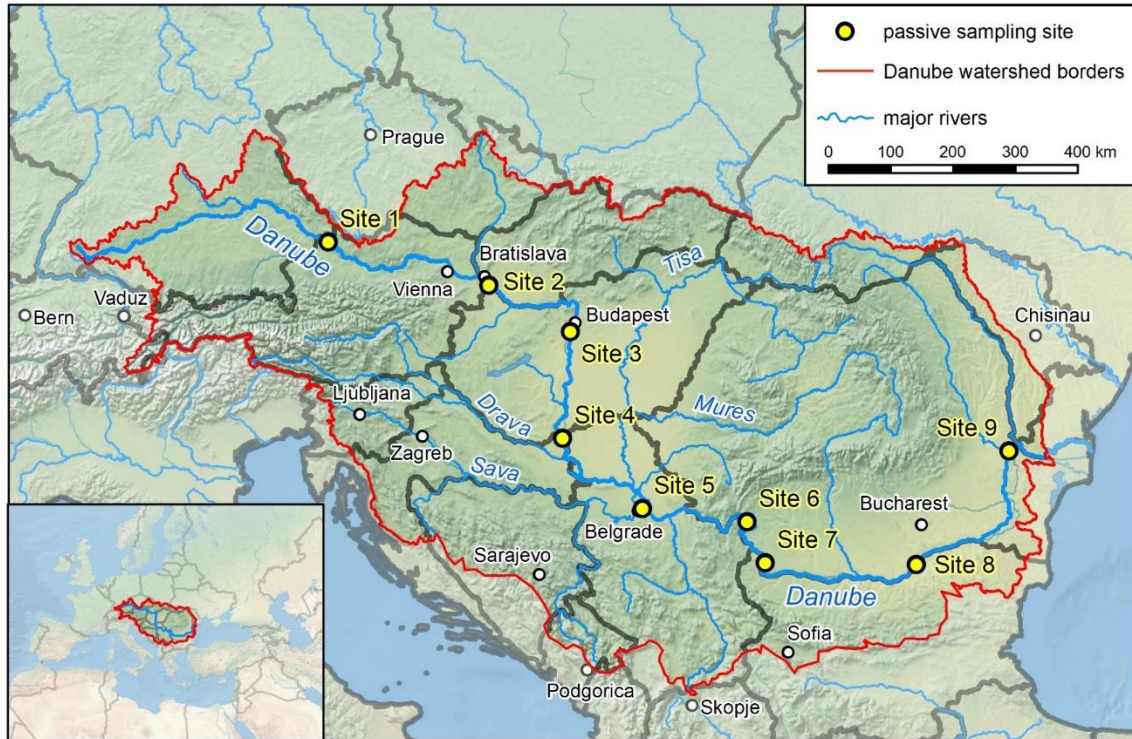 passive sampling site
Danube watershed borders
major rivers
0 100 200 300 400 km
Prague
Site 1
Danube
Bratislava
Site 2
Vienna
Tisa
Vaduz
Bern
Budapest
Chisinau
Site 3
Ljubljana
Drava
Site 4
Mures
Zagreb
Site 9
Sava
Site 5
Site 6
Bucharest
Belgrade
Site 7
Sarajevo
Site 8
Danube
Sofia
Podgorica
Skopje